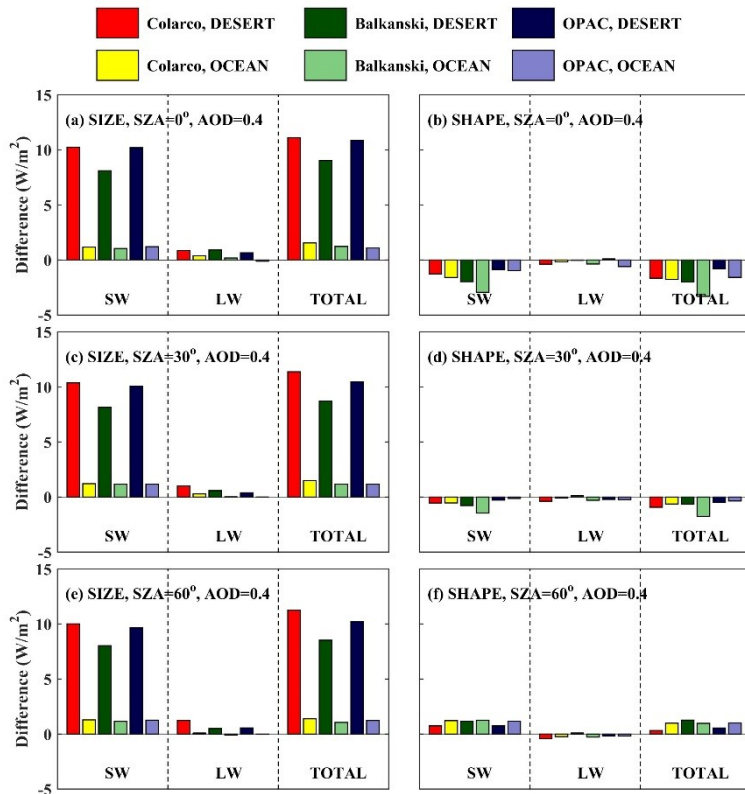 Colarco, DESERT Balkanski, DESERT OPAC, DESERT
Colarco, OCEAN Balkanski, OCEAN OPAC, OCEAN
15
(a) SIZE, SZA=0°, AOD=0.4
10
5
0
-5
Difference (W/m²)
SW LW TOTAL
(b) SHAPE, SZA=0°, AOD=0.4
SW LW TOTAL
15
(c) SIZE, SZA=30°, AOD=0.4
10
5
0
-5
Difference (W/m²)
SW LW TOTAL
(d) SHAPE, SZA=30°, AOD=0.4
SW LW TOTAL
15
(e) SIZE, SZA=60°, AOD=0.4
10
5
0
-5
Difference (W/m²)
SW LW TOTAL
(f) SHAPE, SZA=60°, AOD=0.4
SW LW TOTAL